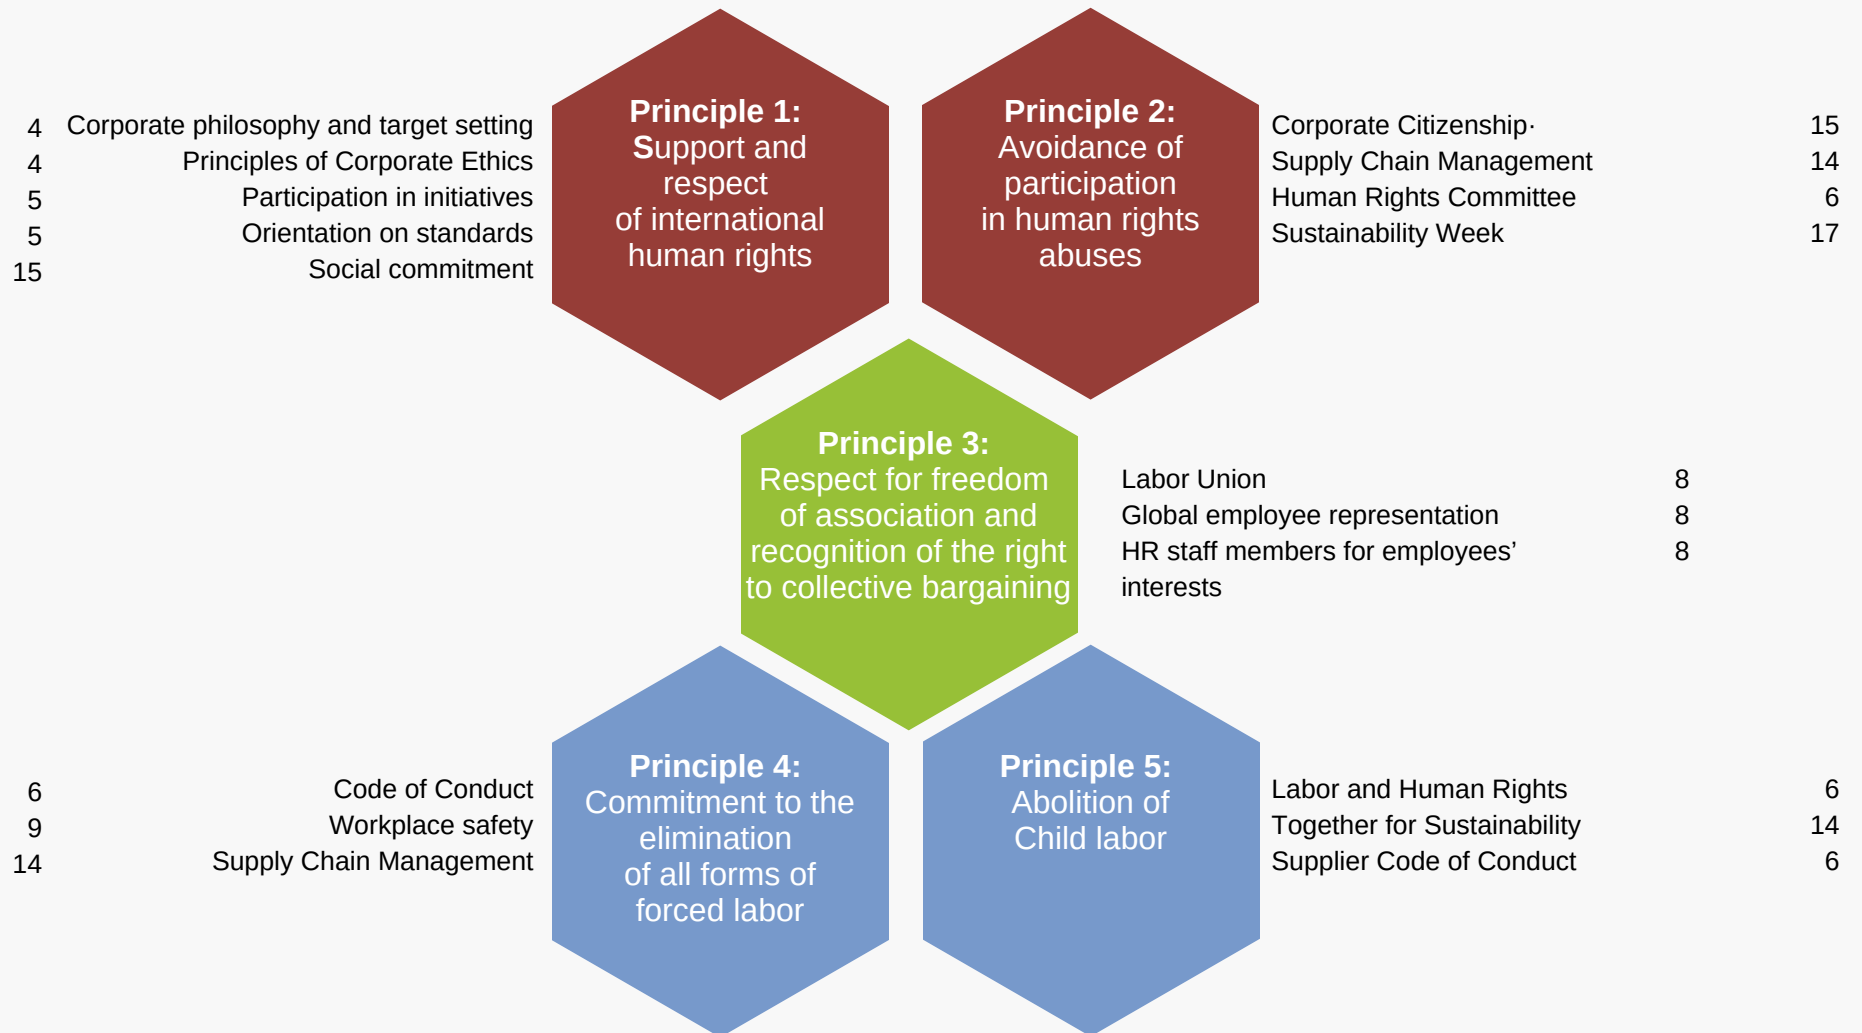 4 Corporate philosophy and target setting
4 Principles of Corporate Ethics
5 Participation in initiatives
5 Orientation on standards
15 Social commitment
Principle 1:
Support and
respect
of international
human rights
Principle 2:
Avoidance of
participation
in human rights
abuses
Corporate Citizenship· 15
Supply Chain Management 14
Human Rights Committee 6
Sustainability Week 17
Principle 3:
Respect for freedom
of association and
recognition of the right
to collective bargaining
Labor Union 8
Global employee representation 8
HR staff members for employees’ 8
interests
6 Code of Conduct
9 Workplace safety
14 Supply Chain Management
Principle 4:
Commitment to the
elimination
of all forms of
forced labor
Principle 5:
Abolition of
Child labor
Labor and Human Rights 6
Together for Sustainability 14
Supplier Code of Conduct 6